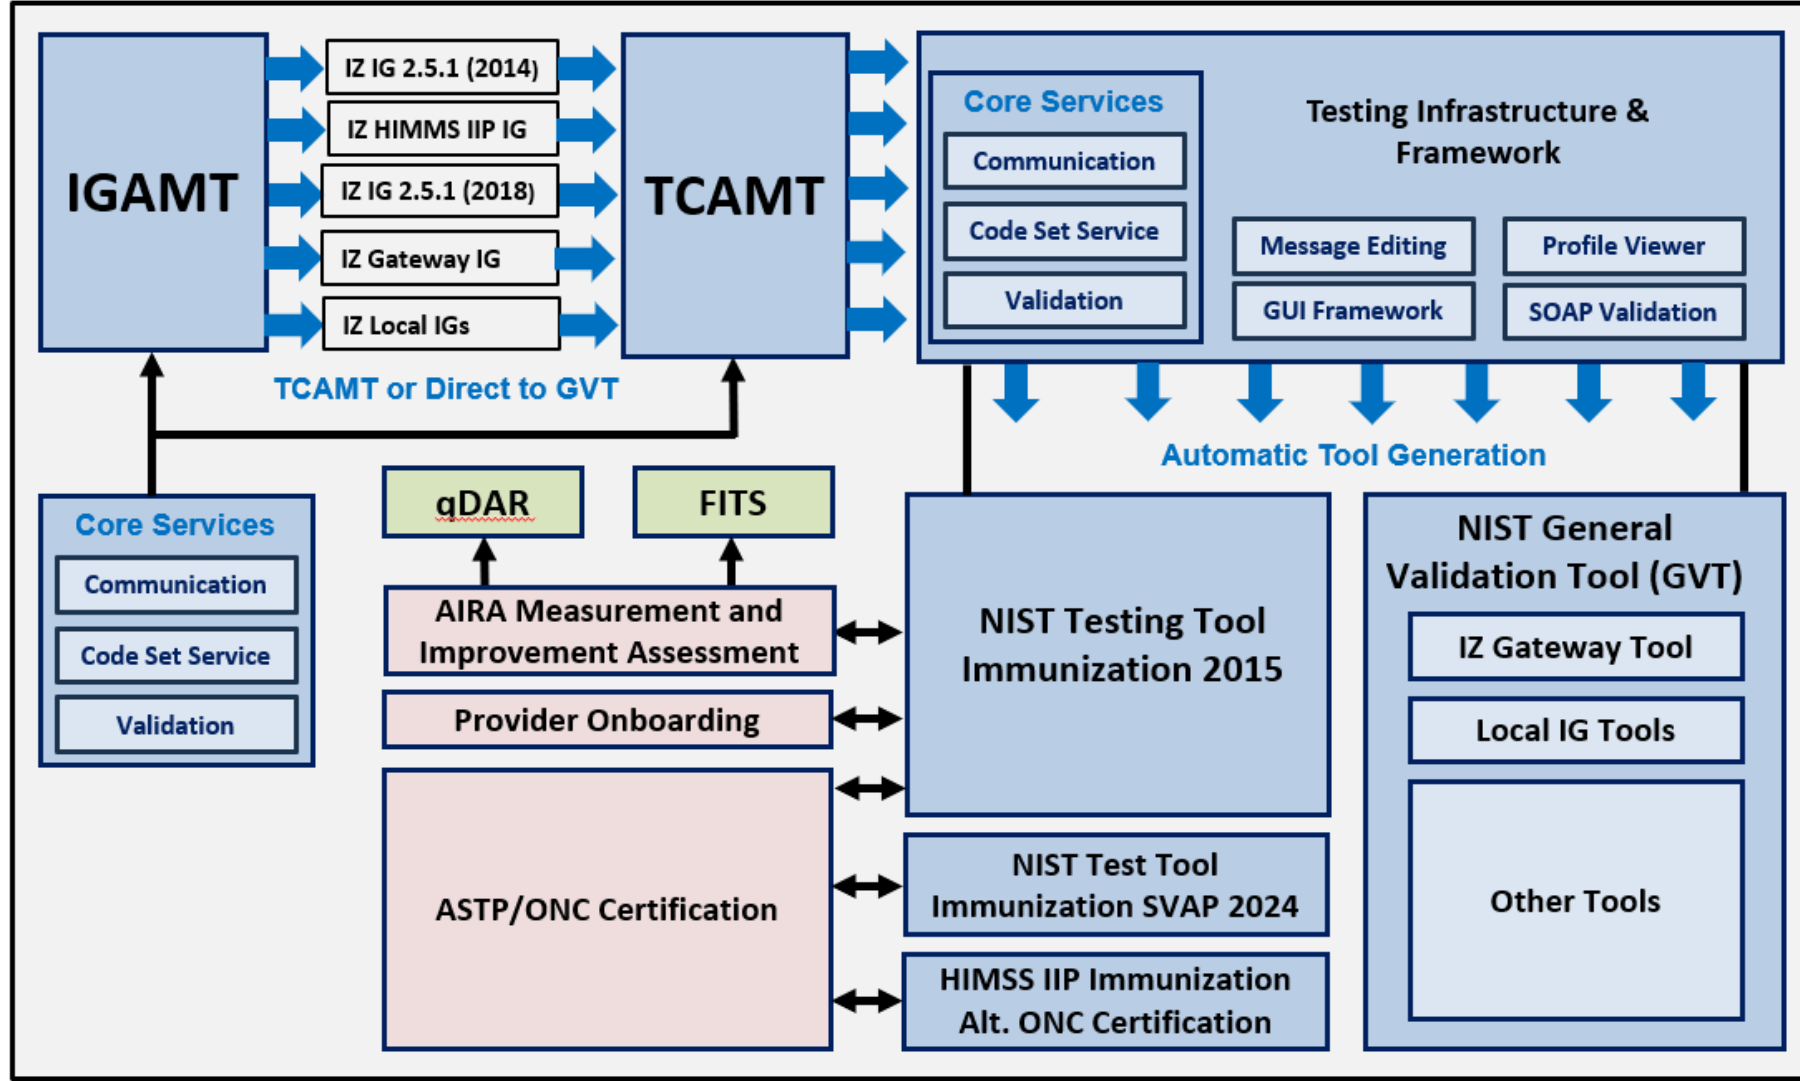 IGAMT
IZ IG 2.5.1 (2014)
IZ HIMMS IIP IG
IZ IG 2.5.1 (2018)
IZ Gateway IG
IZ Local IGs
TCAMT
TCAMT or Direct to GVT
Core Services
Communication
Code Set Service
Validation
Testing Infrastructure &
Framework
Message Editing
Profile Viewer
GUI Framework
SOAP Validation
Automatic Tool Generation
Core Services
Communication
Code Set Service
Validation
qDAR
FITS
AIRA Measurement and
Improvement Assessment
Provider Onboarding
ASTP/ONC Certification
NIST Testing Tool
Immunization 2015
NIST Test Tool
Immunization SVAP 2024
HIMSS IIP Immunization
Alt. ONC Certification
NIST General
Validation Tool (GVT)
IZ Gateway Tool
Local IG Tools
Other Tools